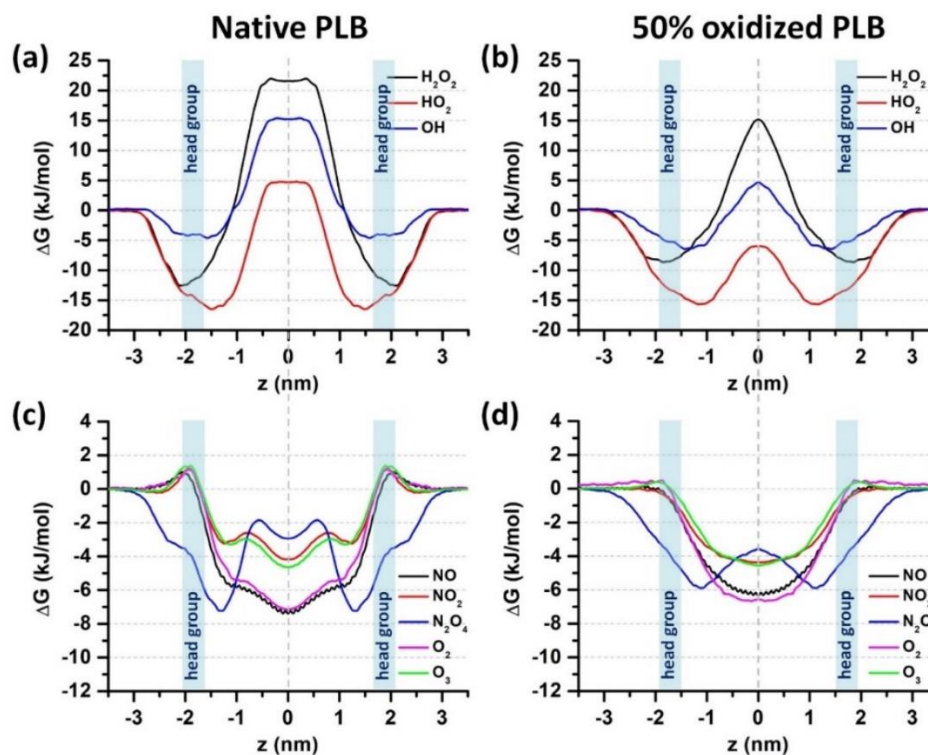 Native PLB
50% oxidized PLB
(a)
25
20
15
10
5
0
-5
-10
-15
-20
ΔG (kJ/mol)
head group
head group
H₂O₂
HO₂
OH
-3 -2 -1 0 1 2 3
z (nm)
(b)
25
20
15
10
5
0
-5
-10
-15
-20
ΔG (kJ/mol)
head group
head group
H₂O₂
HO₂
OH
-3 -2 -1 0 1 2 3
z (nm)
(c)
4
2
0
-2
-4
-6
-8
-10
-12
ΔG (kJ/mol)
head group
head group
NO
NO₂
N₂O₄
O₂
O₃
-3 -2 -1 0 1 2 3
z (nm)
(d)
4
2
0
-2
-4
-6
-8
-10
-12
ΔG (kJ/mol)
head group
head group
NO
NO
N₂O
O₂
O₃
-3 -2 -1 0 1 2 3
z (nm)